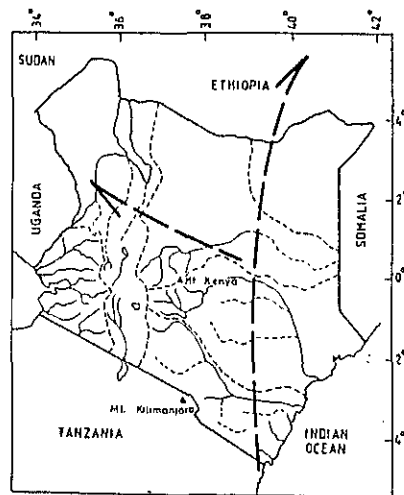 34°
36°
38°
40°
42°
SUDAN
ETHIOPIA
4°
2°
UGANDA
SOMALIA
0°
Mt. Kenya
2°
Mt. Kilimanjaro
TANZANIA
INDIAN
OCEAN
4°